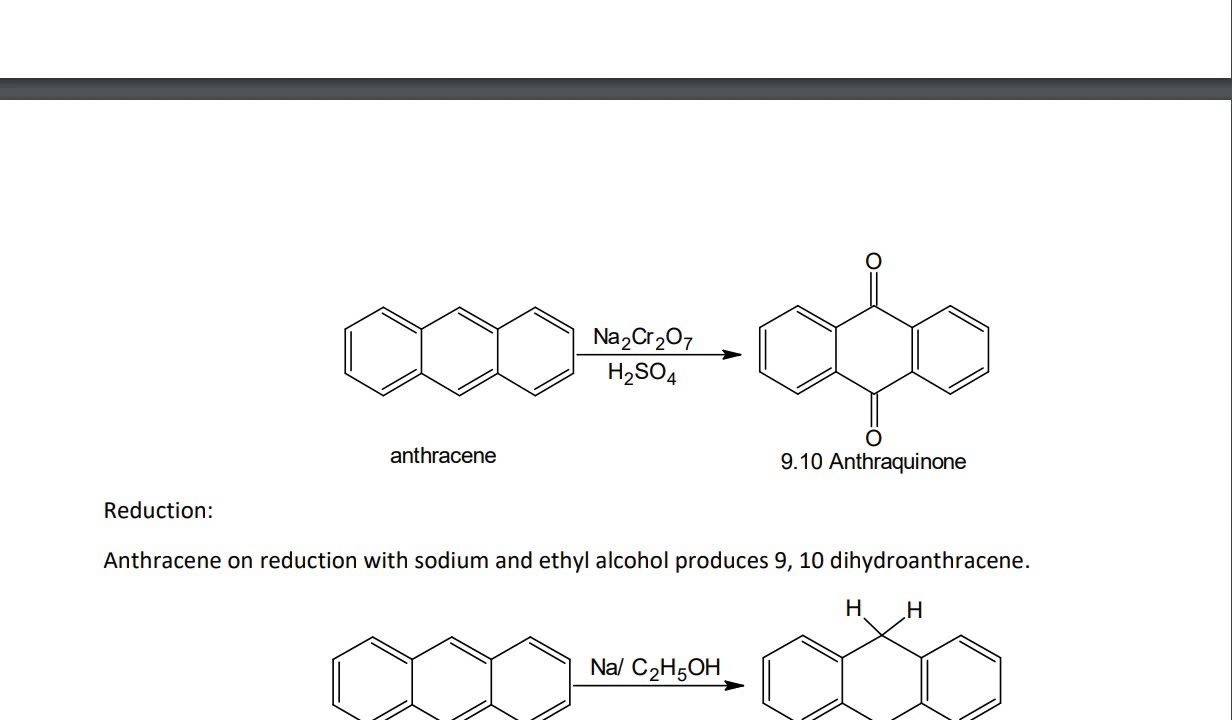 O
Na2Cr2O7
H2SO4
O
anthracene
9.10 Anthraquinone
Reduction:
Anthracene on reduction with sodium and ethyl alcohol produces 9, 10 dihydroanthracene.
H H
Na/ C2H5OH